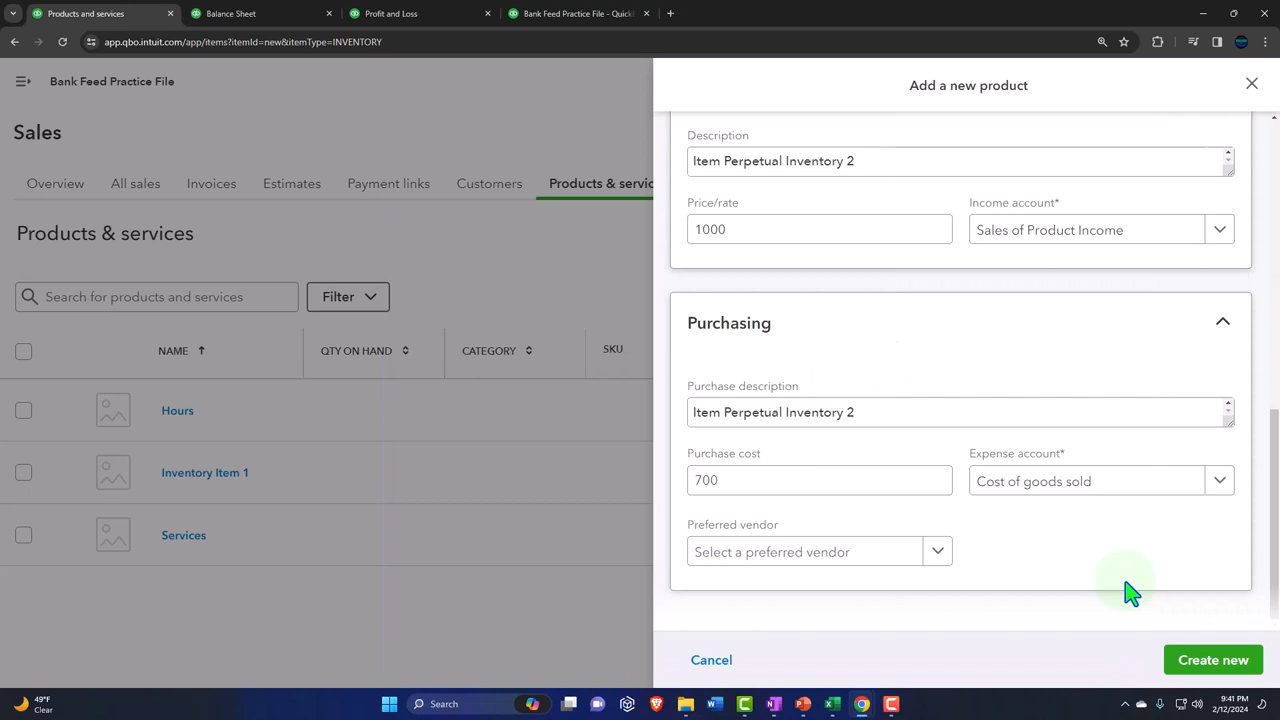 Products and services
Balance Sheet
Profit and Loss
Bank Feed Practice File - Quick
app.qbo.intuit.com/app/items?itemId=new&itemType=INVENTORY
Bank Feed Practice File
Add a new product
Sales
Overview
All sales
Invoices
Estimates
Payment links
Customers
Products & servic
Products & services
Search for products and services
Filter
NAME
QTY ON HAND
CATEGORY
SKU
Hours
Inventory Item 1
Services
Description
Item Perpetual Inventory 2
Price/rate
Income account*
1000
Sales of Product Income
Purchasing
Purchase description
Item Perpetual Inventory 2
Purchase cost
Expense account*
700
Cost of goods sold
Preferred vendor
Select a preferred vendor
Cancel
Create new
49°F
Clear
Search
9:41 PM
2/12/2024